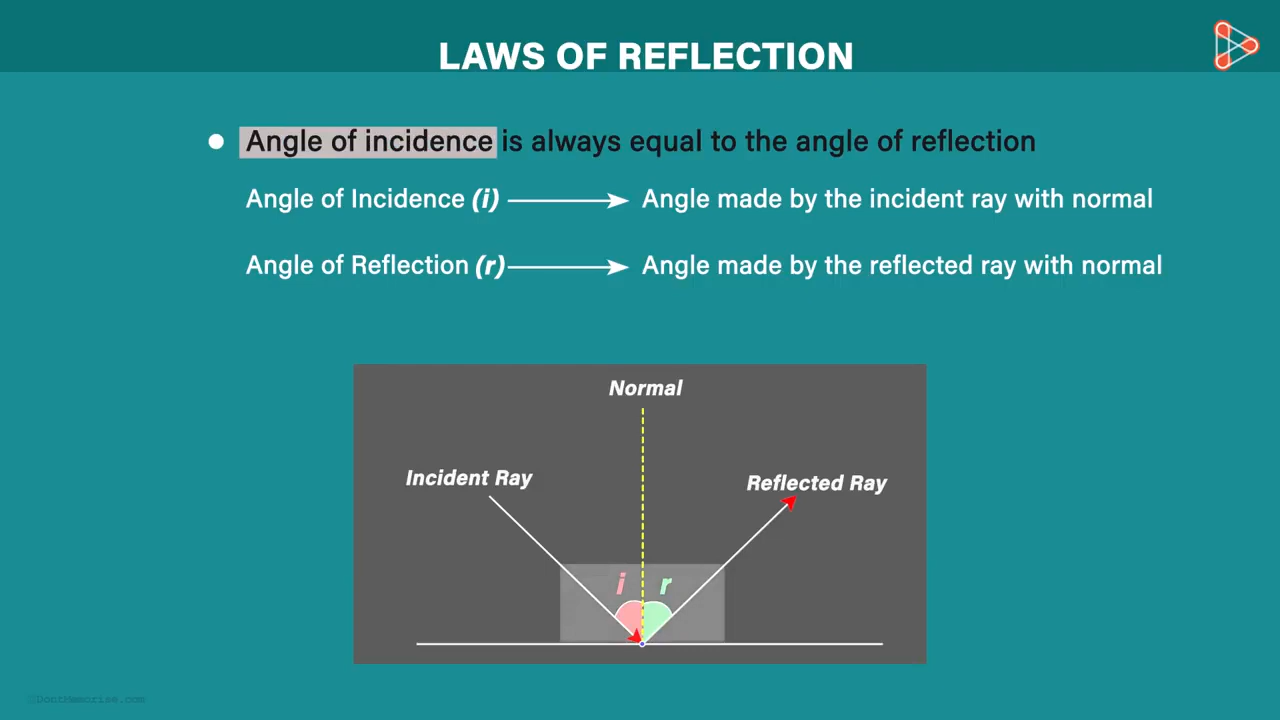 LAWS OF REFLECTION
Angle of incidence is always equal to the angle of reflection
Angle of Incidence (i) Angle made by the incident ray with normal
Angle of Reflection (r) Angle made by the reflected ray with normal
Normal
Incident Ray
Reflected Ray
i r
©DontMemorise.com